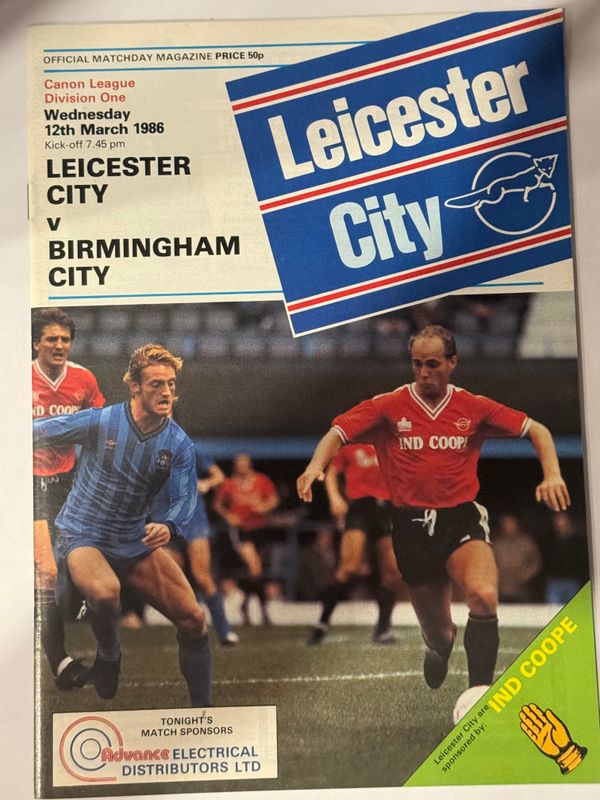 OFFICIAL MATCHDAY MAGAZINE PRICE 50p
Canon League
Division One
Wednesday
12th March 1986
Kick-off 7.45 pm
LEICESTER
CITY
v
BIRMINGHAM
CITY
Leicester
City
IND COOPE
IND COOPE
TONIGHT'S
MATCH SPONSORS
Advance ELECTRICAL
DISTRIBUTORS LTD
Leicester City are
sponsored by:
IND COOPE